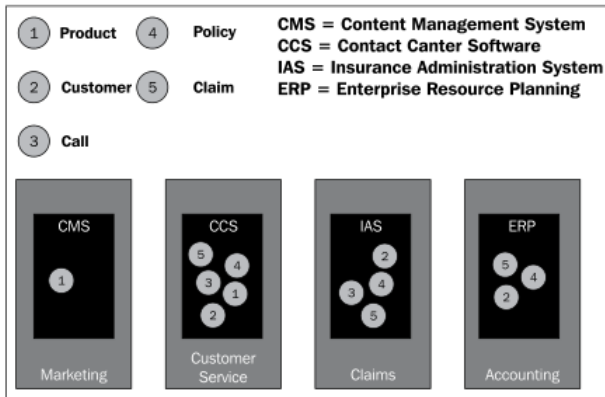 1 Product 4 Policy
2 Customer 5 Claim
3 Call
CMS = Content Management System
CCS = Contact Canter Software
IAS = Insurance Administration System
ERP = Enterprise Resource Planning
CMS
1
Marketing
CCS
5
4
3
1
2
Customer
Service
IAS
2
4
3
5
Claims
ERP
5
4
2
Accounting